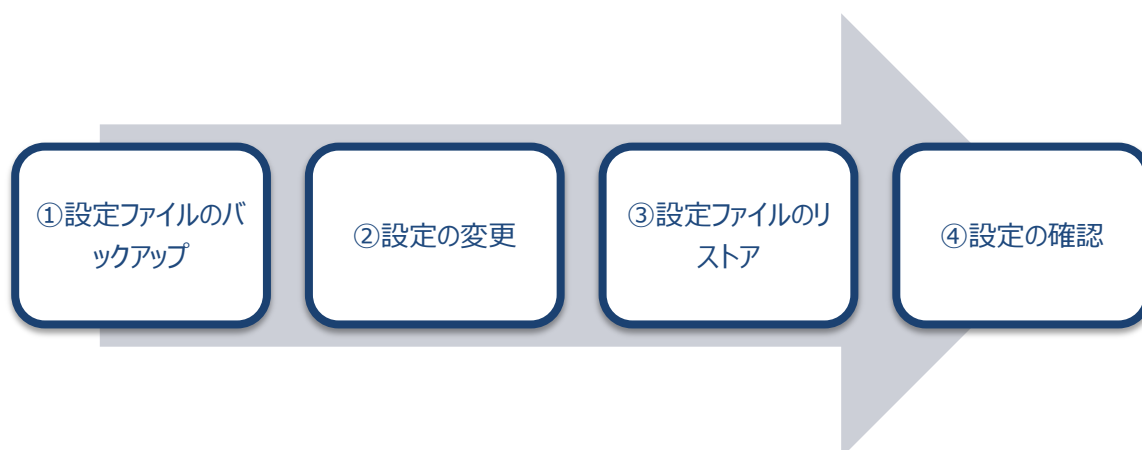 ①設定ファイルのバ
ックアップ
②設定の変更
③設定ファイルのリ
ストア
④設定の確認